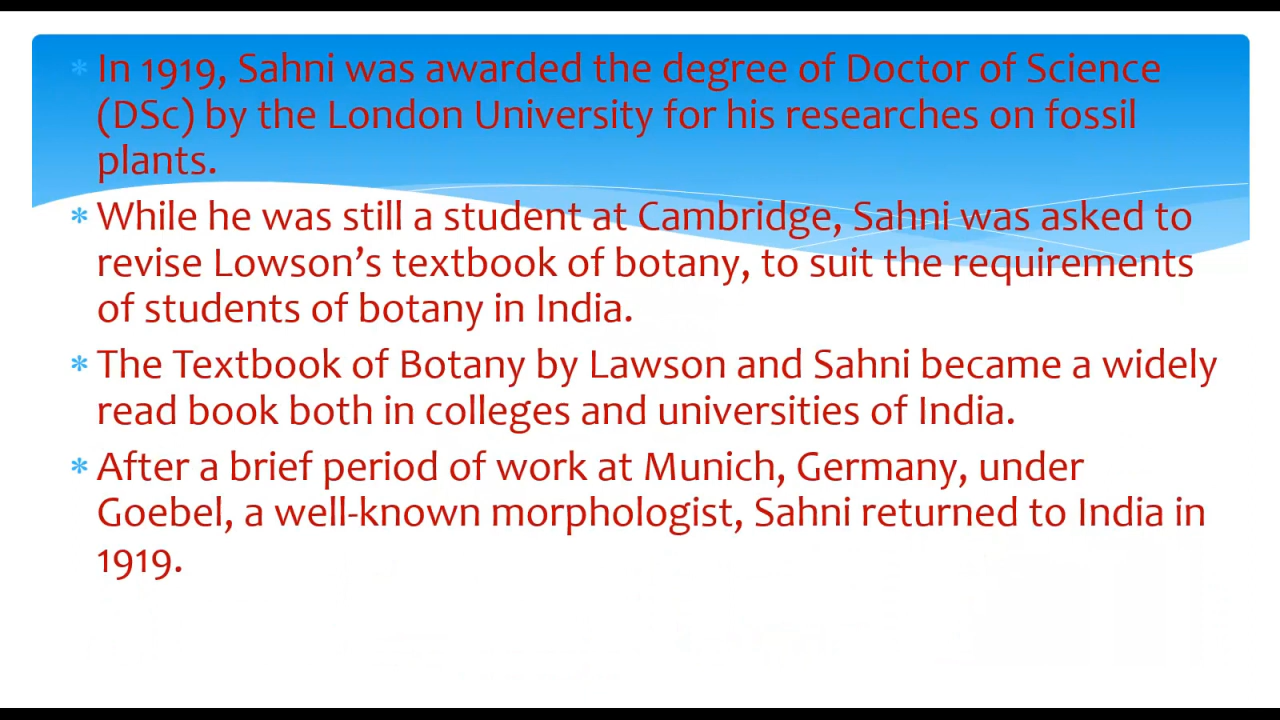 * In 1919, Sahni was awarded the degree of Doctor of Science
(DSc) by the London University for his researches on fossil
plants.
* While he was still a student at Cambridge, Sahni was asked to
revise Lowson’s textbook of botany, to suit the requirements
of students of botany in India.
* The Textbook of Botany by Lawson and Sahni became a widely
read book both in colleges and universities of India.
* After a brief period of work at Munich, Germany, under
Goebel, a well-known morphologist, Sahni returned to India in
1919.